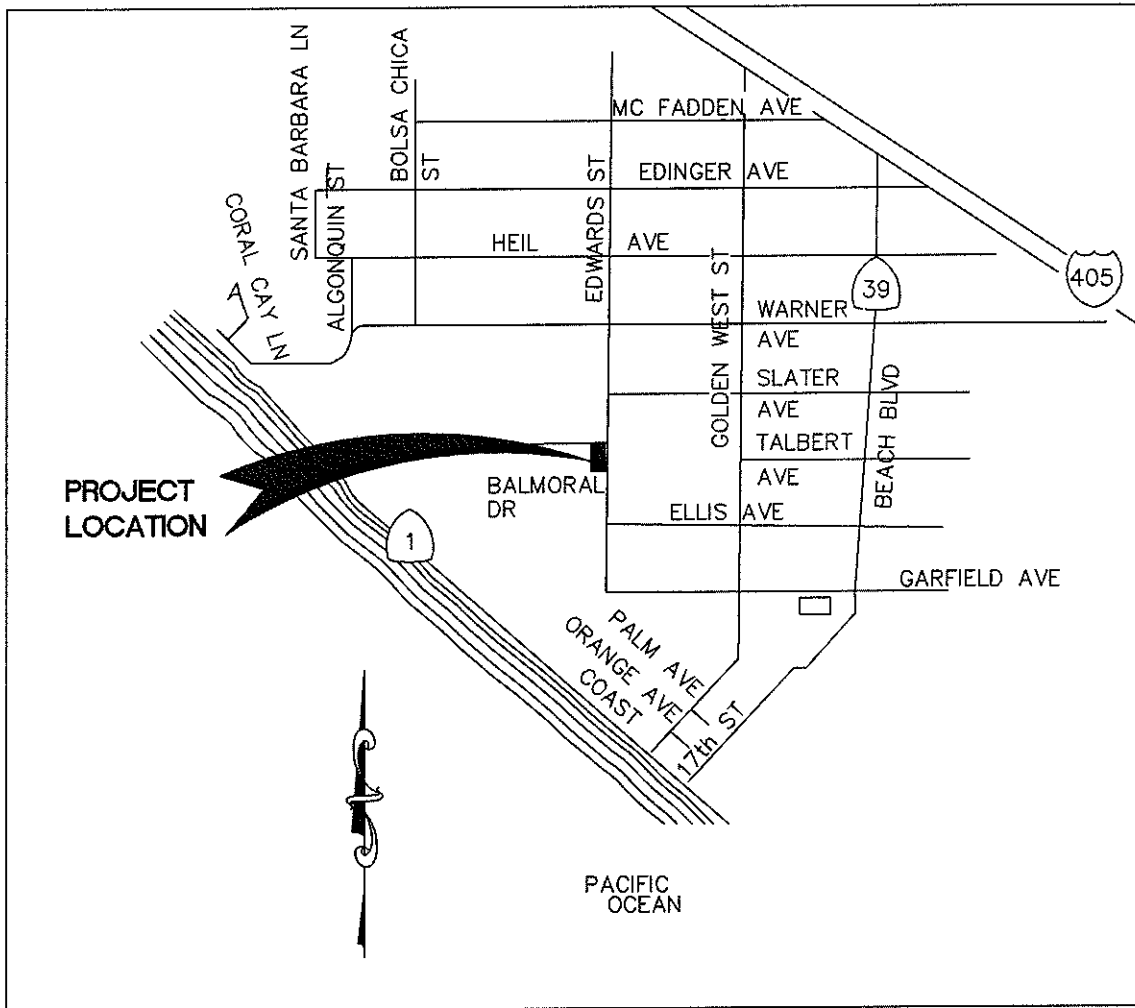 SANTA BARBARA LN
BOLSA CHICA
ST
MC FADDEN AVE
EDINGER AVE
ALGONQUIN ST
EDWARDS ST
CORAL CAY LN
HEIL AVE
GOLDEN WEST ST
39
405
WARNER
AVE
SLATER
AVE
BEACH BLVD
TALBERT
AVE
PROJECT
LOCATION
BALMORAL
DR
ELLIS AVE
1
GARFIELD AVE
PALM AVE
ORANGE AVE
COAST
17th ST
PACIFIC
OCEAN